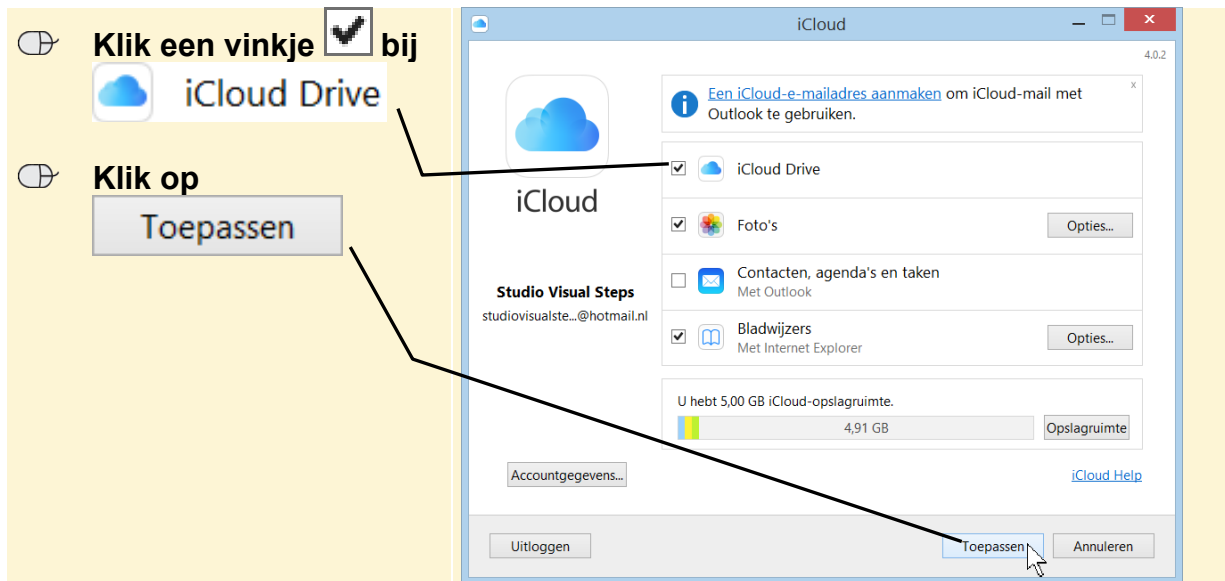 Klik een vinkje bij
iCloud Drive
Klik op
Toepassen
iCloud
4.0.2
iCloud
Studio Visual Steps
studiovisualste...@hotmail.nl
Accountgegevens...
Een iCloud-e-mailadres aanmaken om iCloud-mail met
Outlook te gebruiken.
x
iCloud Drive
Foto's
Opties...
Contacten, agenda's en taken
Met Outlook
Bladwijzers
Met Internet Explorer
Opties...
U hebt 5,00 GB iCloud-opslagruimte.
4,91 GB
Opslagruimte
iCloud Help
Uitloggen
Toepassen
Annuleren